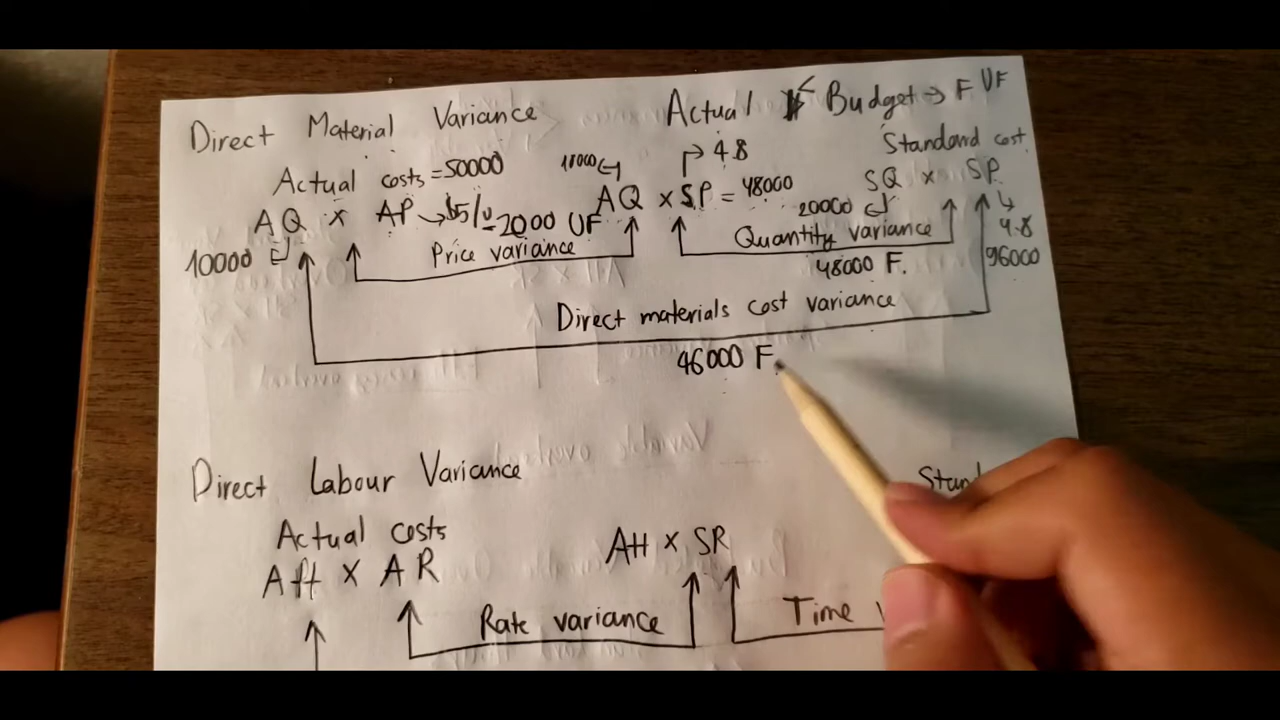 Direct Material Variance
Actual Budget → F UF
Standard cost
Actual costs = 50000
AQ × AP → $5/u
10000
-2000 UF
Price variance
10000
→ 4.8
AQ × SP = 48000
SQ × SP
20000
4.8
96000
Quantity variance
48000 F.
Direct materials cost variance
46000 F.
Direct Labour Variance
Actual costs
AH × AR
AH × SR
Rate variance
Time